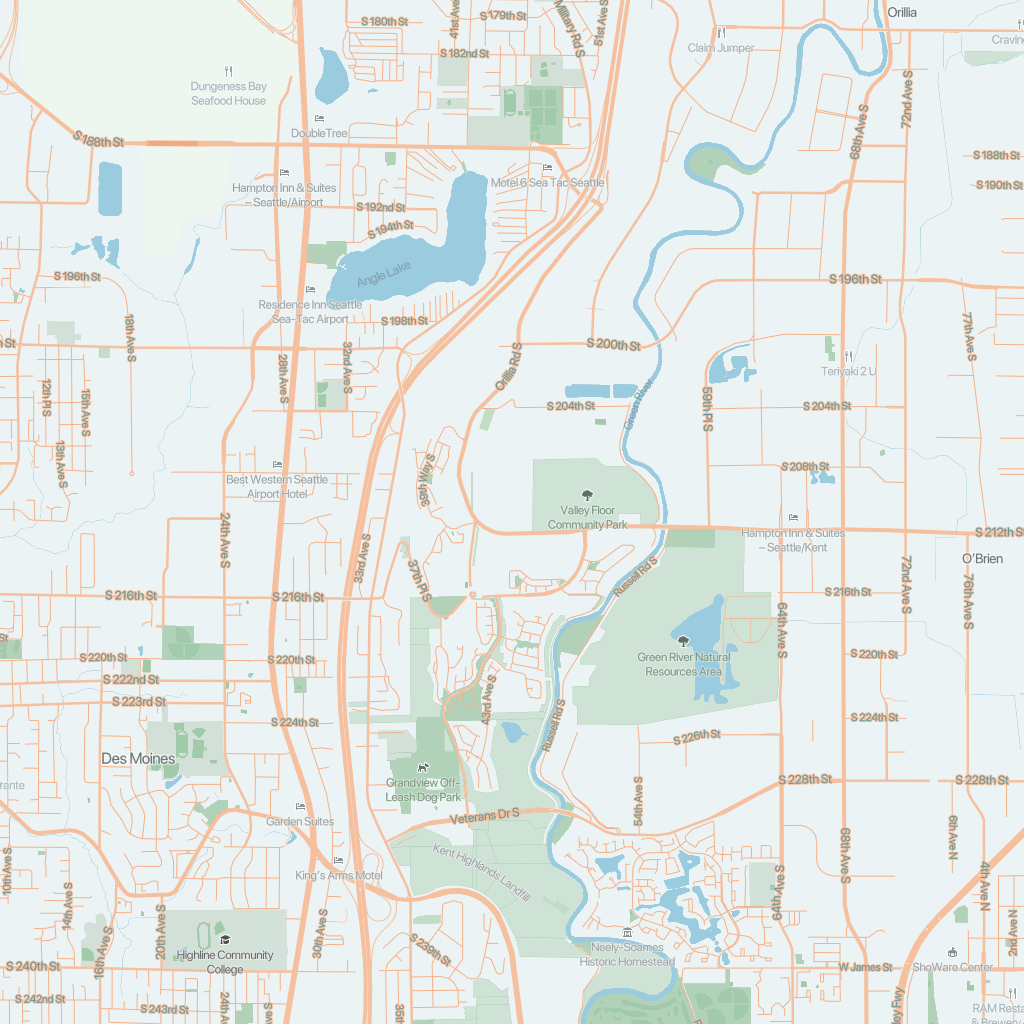 Orillia
S 179th St
S 180th St
41st Ave S
Military Rd S
51st Ave S
S 182nd St
Claim Jumper
Dungeness Bay
Seafood House
72nd Ave S
68th Ave S
DoubleTree
S 188th St
S 188th St
S 190th St
Hampton Inn & Suites
– Seattle/Airport
Motel 6 Sea Tac Seattle
S 192nd St
S 194th St
Angle Lake
S 196th St
S 196th St
Residence Inn Seattle
Sea-Tac Airport
S 198th St
18th Ave S
77th Ave S
S 200th St
28th Ave S
32nd Ave S
Orillia Rd S
Teriyaki 2 U
12th Pl S
15th Ave S
Green River
59th Pl S
S 204th St
S 204th St
13th Ave S
36th Way S
S 208th St
Best Western Seattle
Airport Hotel
Valley Floor
Community Park
24th Ave S
Hampton Inn & Suites
– Seattle/Kent
S 212th St
33rd Ave S
O'Brien
37th Pl S
Russell Rd S
72nd Ave S
76th Ave S
S 216th St
S 216th St
S 216th St
64th Ave S
S 220th St
S 220th St
S 220th St
Green River Natural
Resources Area
S 222nd St
S 223rd St
43rd Ave S
Russell Rd S
S 224th St
S 224th St
S 226th St
Des Moines
Grandview Off-
Leash Dog Park
S 228th St
S 228th St
54th Ave S
Garden Suites
Veterans Dr S
68th Ave S
6th Ave N
King's Arms Motel
Kent Highlands Landfill
10th Ave S
14th Ave S
64th Ave S
4th Ave N
2nd Ave N
20th Ave S
30th Ave S
16th Ave S
Highline Community
College
S 239th St
Neely-Soames
Historic Homestead
S 240th St
W James St
ShoWare Center
S 242nd St
S 243rd St
24th Ave S
35th
RAM Resta
& Brewery